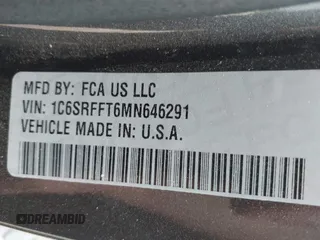 MFD BY: FCA US LLC
VIN: 1C6SRFFT6MN646291
VEHICLE MADE IN: U.S.A.
DREAMBID